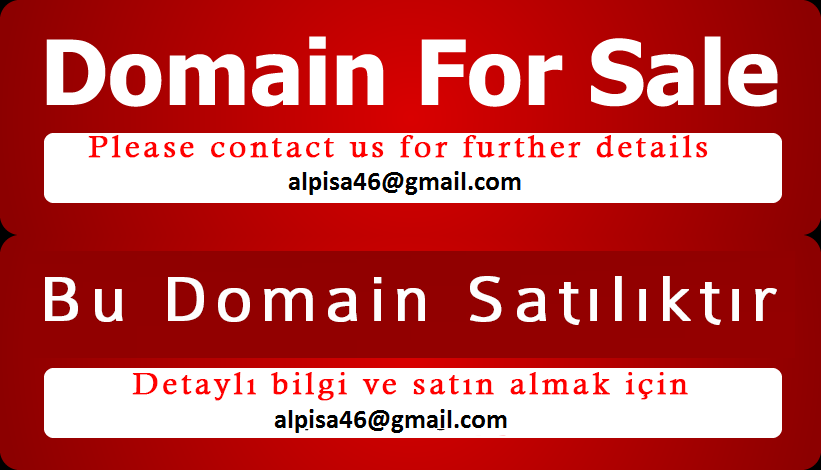 Domain For Sale
Please contact us for further details
alpisa46@gmail.com
Bu Domain Satılıktır
Detaylı bilgi ve satın almak için
alpisa46@gmail.com